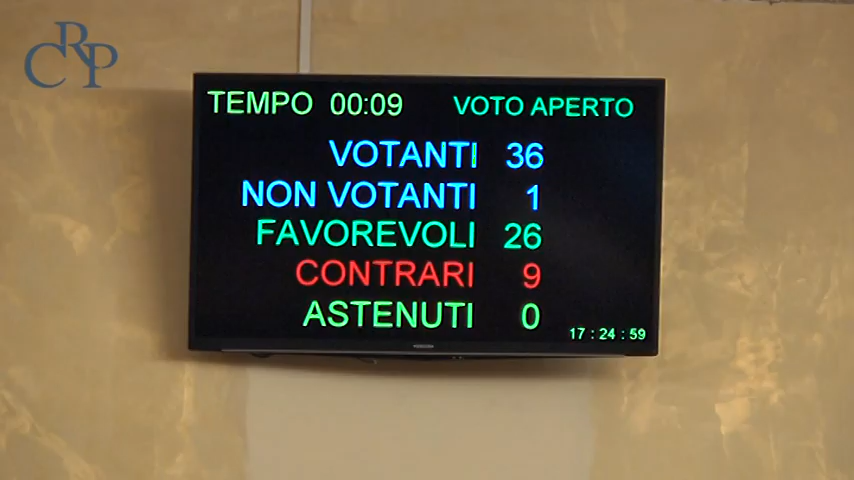 CRP
TEMPO 00:09 VOTO APERTO
VOTANTI 36
NON VOTANTI 1
FAVOREVOLI 26
CONTRARI 9
ASTENUTI 0
17 : 24 : 59